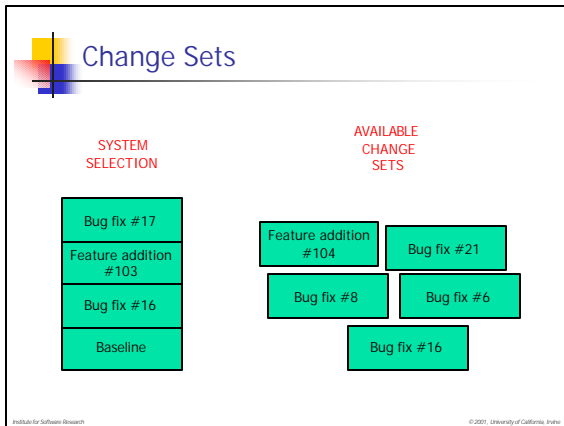 Change Sets
SYSTEM
SELECTION
Bug fix #17
Feature addition
#103
Bug fix #16
Baseline
AVAILABLE
CHANGE
SETS
Feature addition
#104
Bug fix #21
Bug fix #8
Bug fix #6
Bug fix #16
Institute for Software Research
© 2001, University of California, Irvine